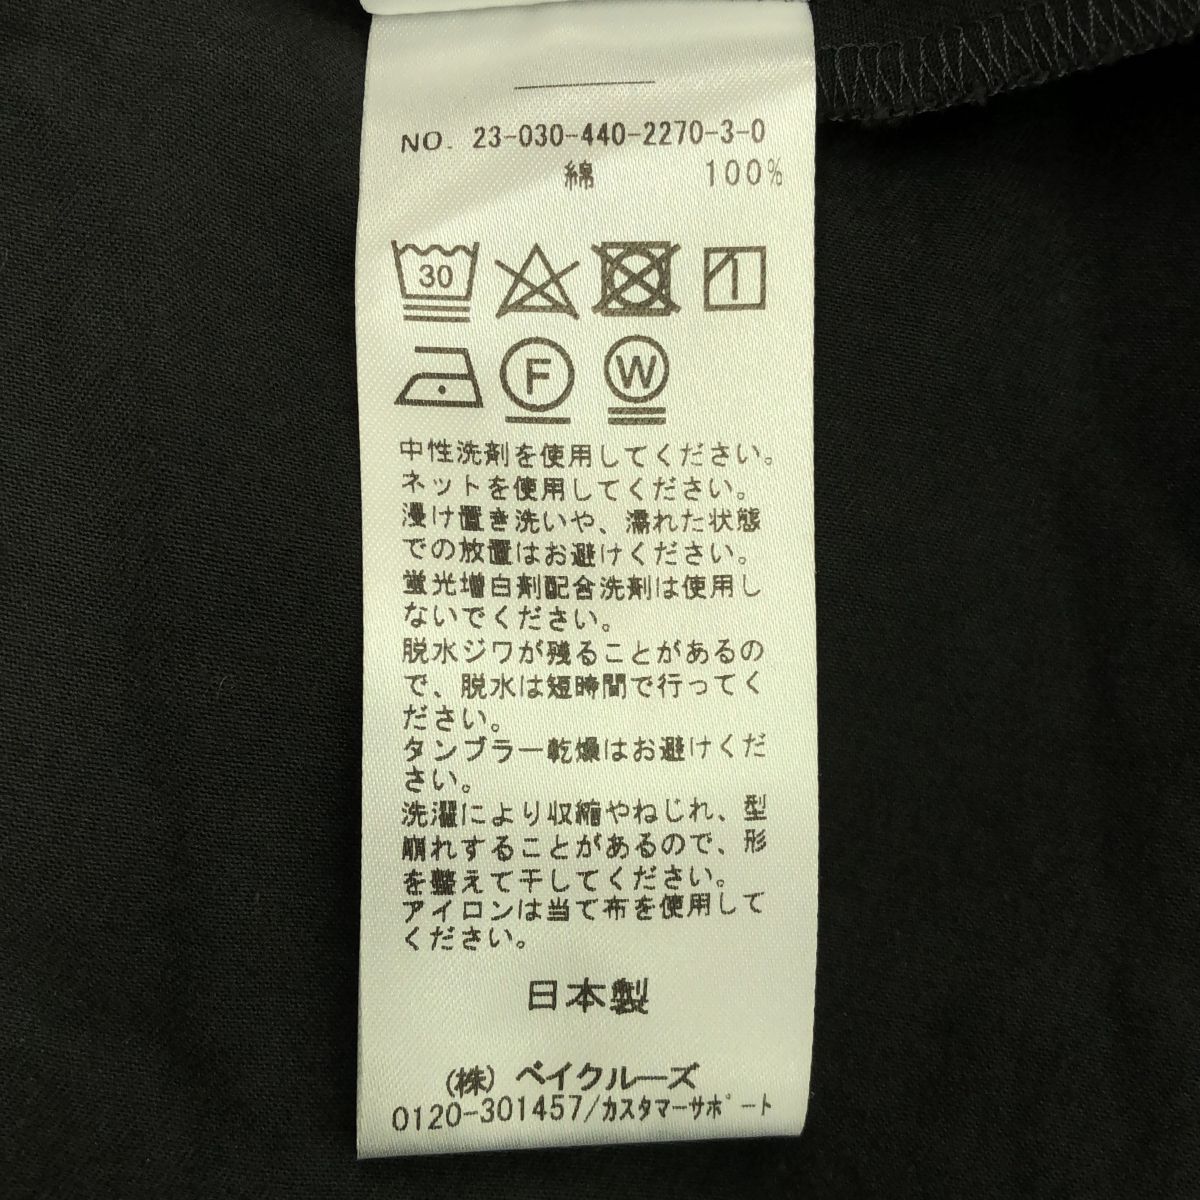 NO. 23-030-440-2270-3-0
綿 100%
30
F W
中性洗剤を使用してください。
ネットを使用してください。
浸け置き洗いや、濡れた状態
での放置はお避けください。
蛍光増白剤配合洗剤は使用し
ないでください。
脱水ジワが残ることがあるの
で、脱水は短時間で行ってく
ださい。
タンブラー乾燥はお避けくだ
さい。
洗濯により収縮やねじれ、型
崩れすることがあるので、形
を整えて干してください。
アイロンは当て布を使用して
ください。
日本製
(株) ベイクルーズ
0120-301457/カスタマーサポート